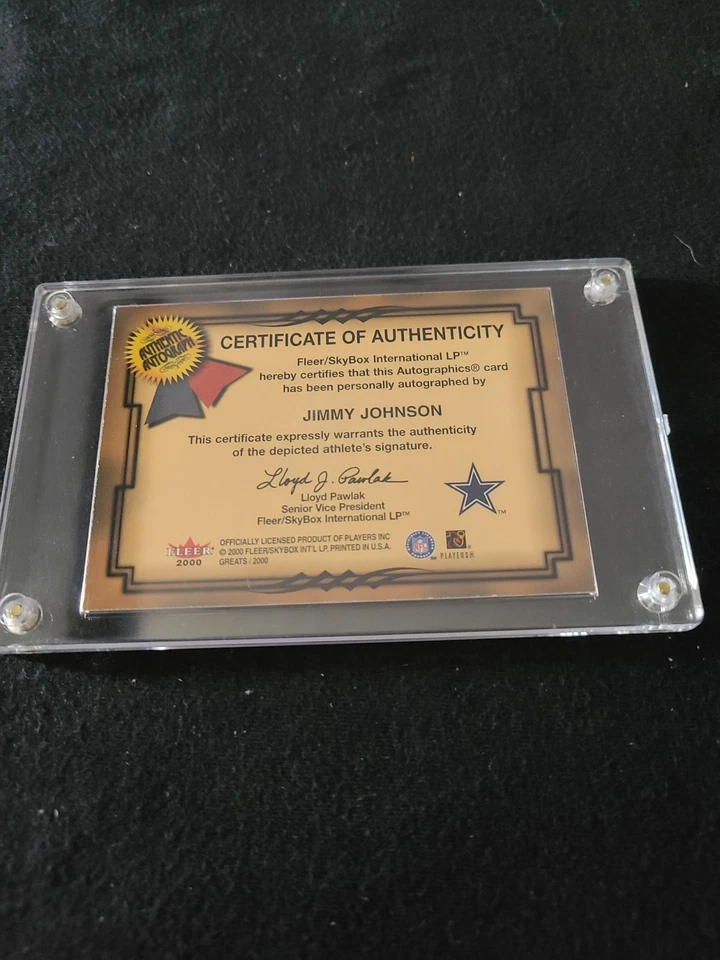 AUTHENTIC
AUTOGRAPH
CERTIFICATE OF AUTHENTICITY
Fleer/SkyBox International LP™
hereby certifies that this Autographics® card
has been personally autographed by
JIMMY JOHNSON
This certificate expressly warrants the authenticity
of the depicted athlete's signature.
Lloyd J. Pawlak
Lloyd Pawlak
Senior Vice President
Fleer/SkyBox International LP™
TM
FLEER®
2000
OFFICIALLY LICENSED PRODUCT OF PLAYERS INC
© 2000 FLEER/SKYBOX INT'L LP, PRINTED IN U.S.A.
GREATS / 2000
NFL
PLAYERS INC